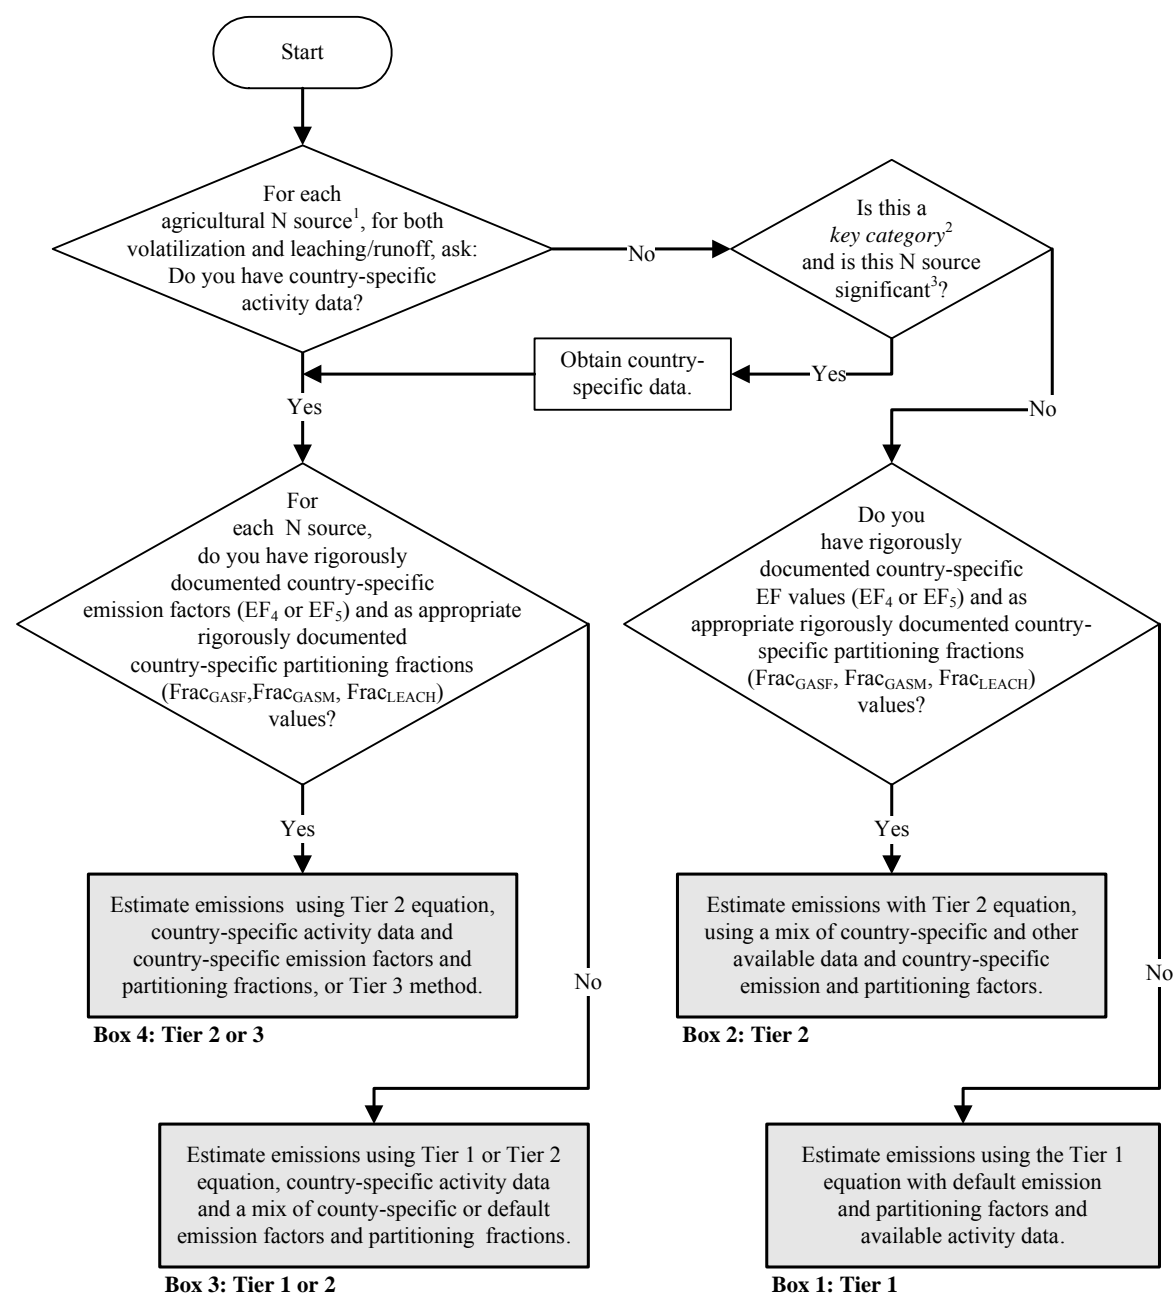 Start
For each
agricultural N source¹, for both
volatilization and leaching/runoff, ask:
Do you have country-specific
activity data?
No
Is this a
key category²
and is this N source
significant³?
Obtain country-
specific data.
Yes
Yes
No
For
each N source,
do you have rigorously
documented country-specific
emission factors (EF₄ or EF₅) and as appropriate
rigorously documented
country-specific partitioning fractions
(Frac_GASF,Frac_GASM, Frac_LEACH)
values?
Do you
have rigorously
documented country-specific
EF values (EF₄ or EF₅) and as
appropriate rigorously documented country-
specific partitioning fractions
(Frac_GASF, Frac_GASM, Frac_LEACH)
values?
Yes
Yes
Estimate emissions using Tier 2 equation,
country-specific activity data and
country-specific emission factors and
partitioning fractions, or Tier 3 method.
Box 4: Tier 2 or 3
No
Estimate emissions with Tier 2 equation,
using a mix of country-specific and other
available data and country-specific
emission and partitioning factors.
Box 2: Tier 2
No
Estimate emissions using Tier 1 or Tier 2
equation, country-specific activity data
and a mix of county-specific or default
emission factors and partitioning fractions.
Box 3: Tier 1 or 2
Estimate emissions using the Tier 1
equation with default emission
and partitioning factors and
available activity data.
Box 1: Tier 1